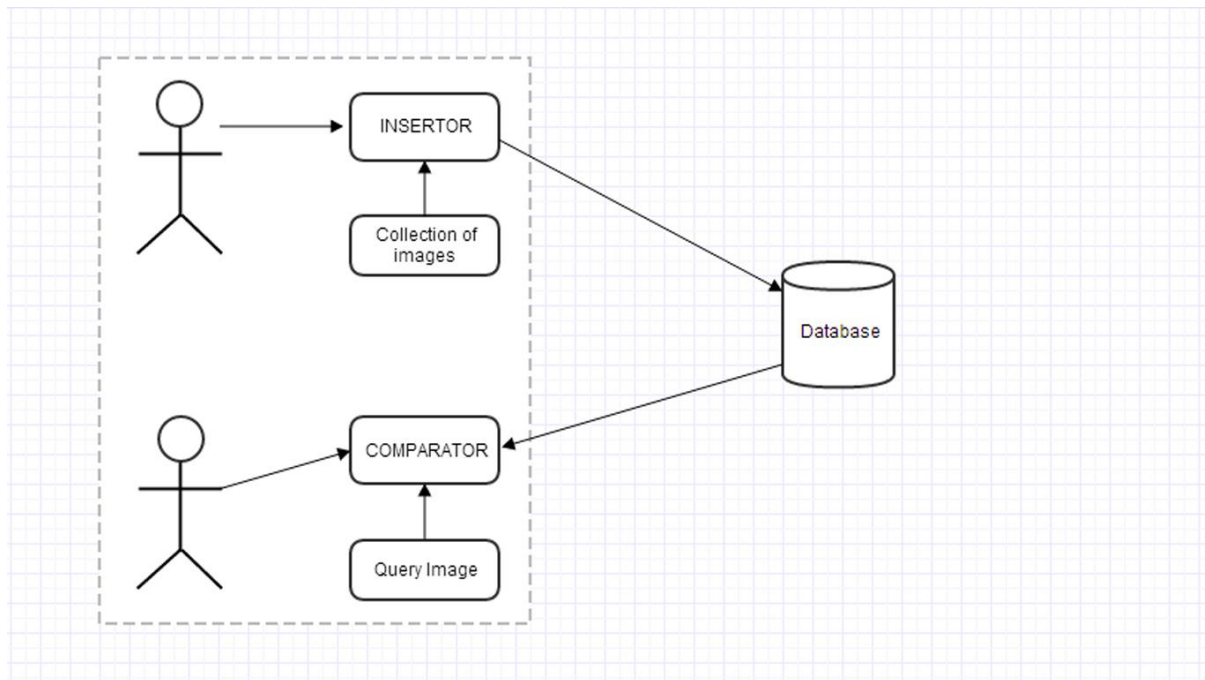 INSERTOR
Collection of
images
Database
COMPARATOR
Query Image